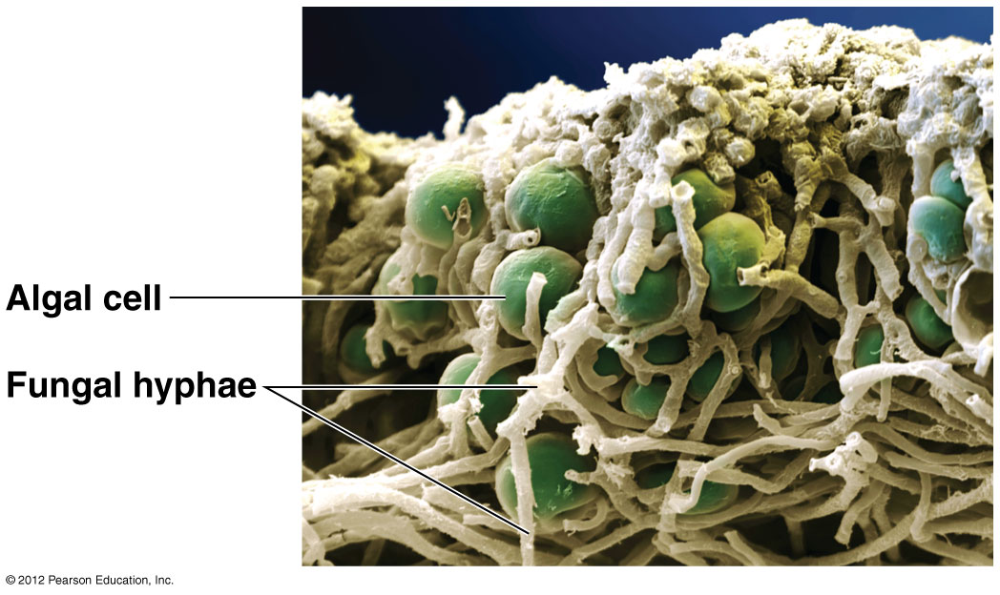 Algal cell
Fungal hyphae
© 2012 Pearson Education, Inc.